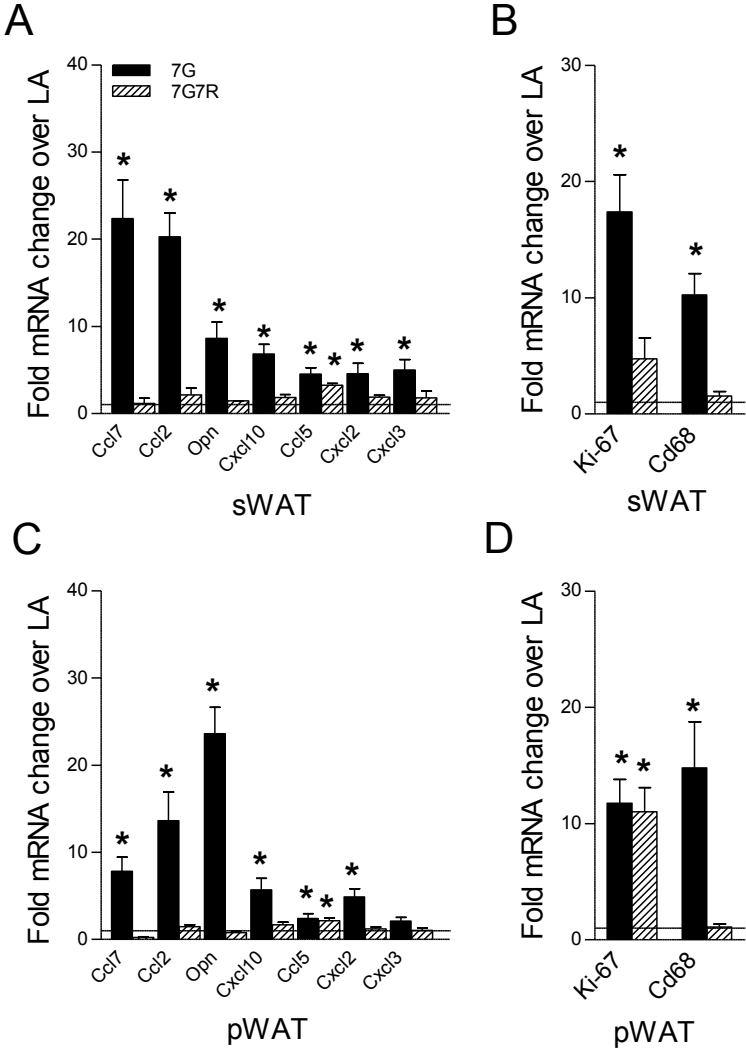 A
Fold mRNA change over LA
40
30
20
10
0
7G
7G7R
*
*
*
*
*
*
*
*
Ccl7
Ccl2
Opn
Cxcl10
Ccl5
Cxcl2
Cxcl3
sWAT
B
Fold mRNA change over LA
30
20
10
0
*
*
Ki-67
Cd68
sWAT
C
Fold mRNA change over LA
40
30
20
10
0
*
*
*
*
*
*
*
Ccl7
Ccl2
Opn
Cxcl10
Ccl5
Cxcl2
Cxcl3
pWAT
D
Fold mRNA change over LA
30
20
10
0
*
*
*
Ki-67
Cd68
pWAT